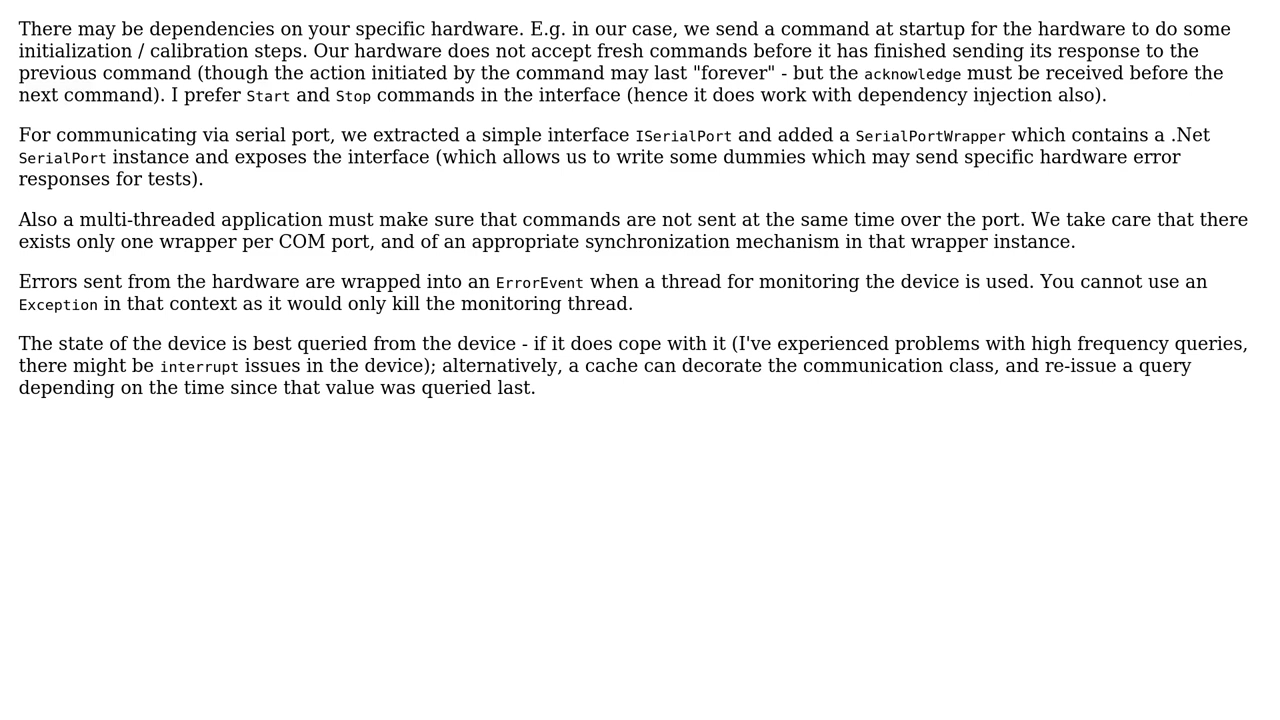 There may be dependencies on your specific hardware. E.g. in our case, we send a command at startup for the hardware to do some
initialization / calibration steps. Our hardware does not accept fresh commands before it has finished sending its response to the
previous command (though the action initiated by the command may last "forever" - but the acknowledge must be received before the
next command). I prefer Start and Stop commands in the interface (hence it does work with dependency injection also).
For communicating via serial port, we extracted a simple interface ISerialPort and added a SerialPortWrapper which contains a .Net
SerialPort instance and exposes the interface (which allows us to write some dummies which may send specific hardware error
responses for tests).
Also a multi-threaded application must make sure that commands are not sent at the same time over the port. We take care that there
exists only one wrapper per COM port, and of an appropriate synchronization mechanism in that wrapper instance.
Errors sent from the hardware are wrapped into an ErrorEvent when a thread for monitoring the device is used. You cannot use an
Exception in that context as it would only kill the monitoring thread.
The state of the device is best queried from the device - if it does cope with it (I've experienced problems with high frequency queries,
there might be interrupt issues in the device); alternatively, a cache can decorate the communication class, and re-issue a query
depending on the time since that value was queried last.